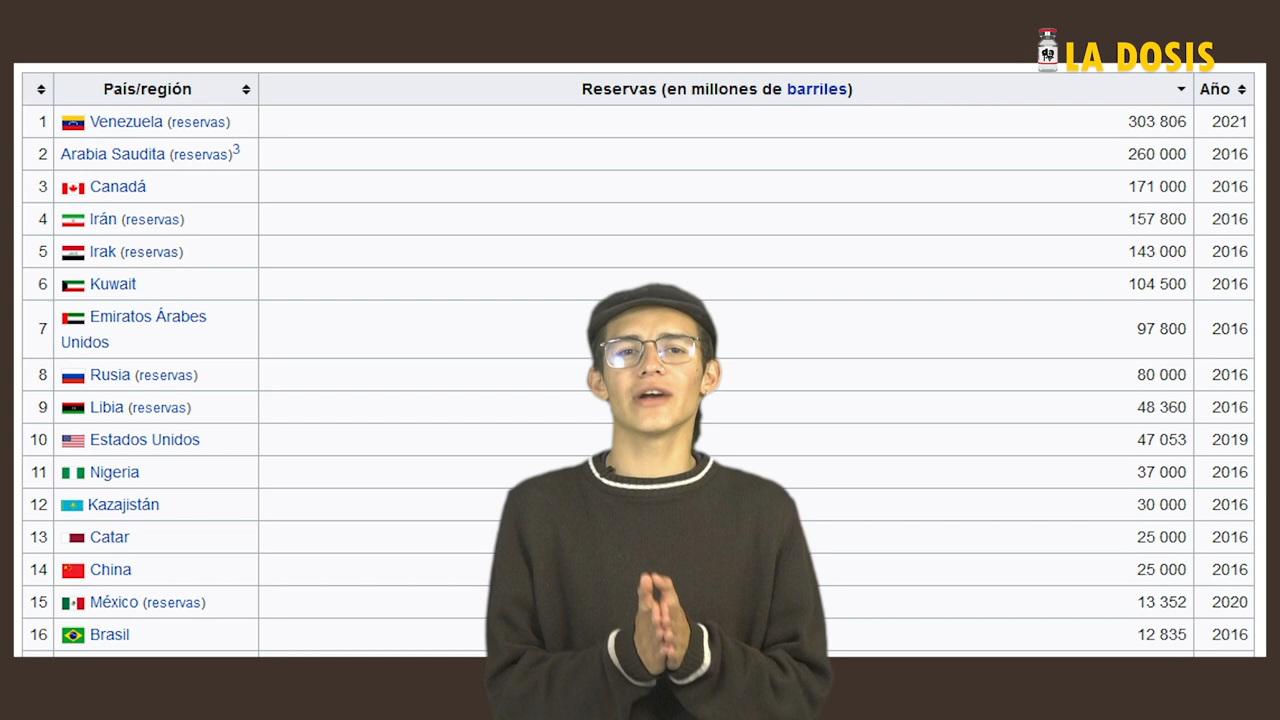 LA DOSIS
País/región Reservas (en millones de barriles) Año
1 Venezuela (reservas) 303 806 2021
2 Arabia Saudita (reservas)3 260 000 2016
3 Canadá 171 000 2016
4 Irán (reservas) 157 800 2016
5 Irak (reservas) 143 000 2016
6 Kuwait 104 500 2016
7 Emiratos Árabes
Unidos 97 800 2016
8 Rusia (reservas) 80 000 2016
9 Libia (reservas) 48 360 2016
10 Estados Unidos 47 053 2019
11 Nigeria 37 000 2016
12 Kazajistán 30 000 2016
13 Catar 25 000 2016
14 China 25 000 2016
15 México (reservas) 13 352 2020
16 Brasil 12 835 2016